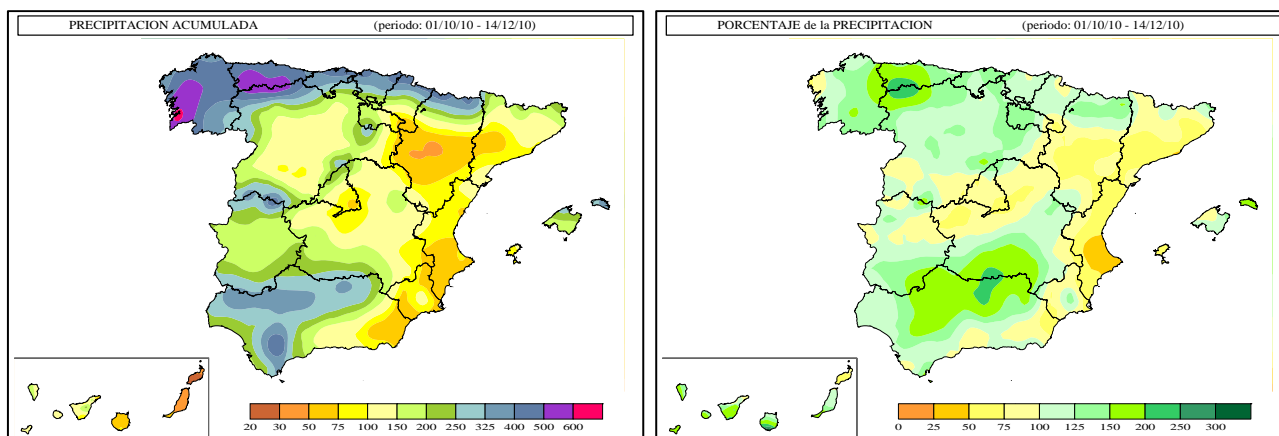 PRECIPITACION ACUMULADA (periodo: 01/10/10 - 14/12/10)
20 30 50 75 100 150 200 250 325 400 500 600
PORCENTAJE de la PRECIPITACION (periodo: 01/10/10 - 14/12/10)
0 25 50 75 100 125 150 200 250 300